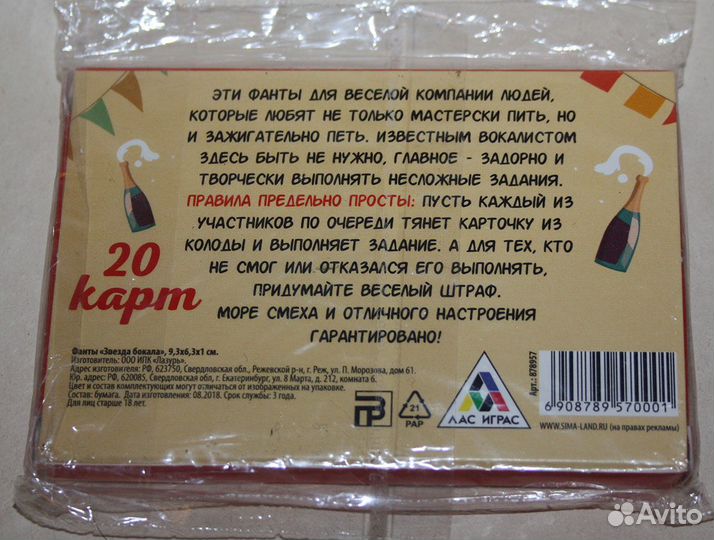 ЭТИ ФАНТЫ ДЛЯ ВЕСЕЛОЙ КОМПАНИИ ЛЮДЕЙ,
КОТОРЫЕ ЛЮБЯТ НЕ ТОЛЬКО МАСТЕРСКИ ПИТЬ, НО
И ЗАЖИГАТЕЛЬНО ПЕТЬ. ИЗВЕСТНЫМ ВОКАЛИСТОМ
ЗДЕСЬ БЫТЬ НЕ НУЖНО, ГЛАВНОЕ - ЗАДОРНО И
ТВОРЧЕСКИ ВЫПОЛНЯТЬ НЕСЛОЖНЫЕ ЗАДАНИЯ.
ПРАВИЛА ПРЕДЕЛЬНО ПРОСТЫ: ПУСТЬ КАЖДЫЙ ИЗ
УЧАСТНИКОВ ПО ОЧЕРЕДИ ТЯНЕТ КАРТОЧКУ ИЗ
КОЛОДЫ И ВЫПОЛНЯЕТ ЗАДАНИЕ. А ДЛЯ ТЕХ, КТО
НЕ СМОГ ИЛИ ОТКАЗАЛСЯ ЕГО ВЫПОЛНЯТЬ,
ПРИДУМАЙТЕ ВЕСЕЛЫЙ ШТРАФ.
МОРЕ СМЕХА И ОТЛИЧНОГО НАСТРОЕНИЯ
ГАРАНТИРОВАНО!
20
карт
Фанты «Звезда бокала», 9,3х6,3х1 см.
Изготовитель: ООО ИПК «Лазурь».
Адрес изготовителя: РФ, 623750, Свердловская обл., Режевской р-н, г. Реж, ул. П. Морозова, дом 61.
Юр. адрес: РФ, 620085, Свердловская обл., г. Екатеринбург, ул. 8 Марта, д. 212, комната 6.
Цвет и состав комплектующих могут отличаться от изображенных на упаковке.
Состав: бумага. Дата изготовления: 08.2018. Срок службы: 3 года.
Для лиц старше 18 лет.
21
PAP
ЛАС ИГРАС
Арт.: 878957
6 908789 570001
WWW.SIMA-LAND.RU (на правах рекламы)
Avito